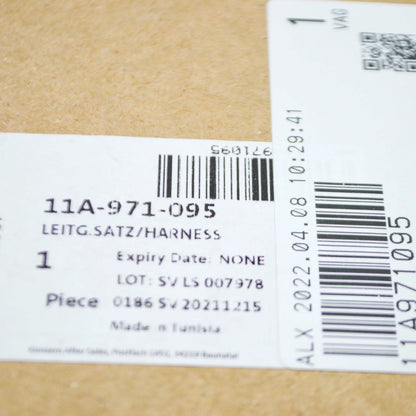 971095
11A-971-095
LEITG.SATZ/HARNESS
1
Expiry Date: NONE
LOT: SV LS 007978
Piece
0186 SV 20211215
Made in Tunisia
1
VAG
ALX 2022.04.08 10:29:41
11A971095